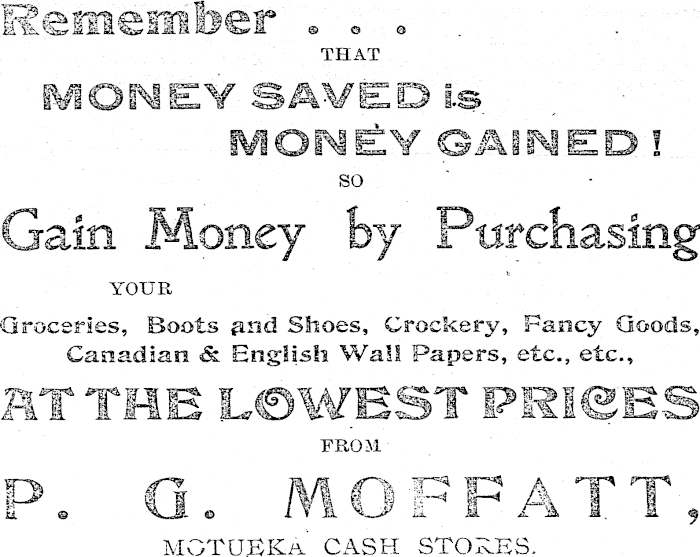 Remember . . .
THAT
MONEY SAVED is
MONEY GAINED!
SO
Gain Money by Purchasing
YOUR
Groceries, Boots and Shoes, Crockery, Fancy Goods,
Canadian & English Wall Papers, etc., etc.,
AT THE LOWEST PRICES
FROM
P. G. MOFFATT,
MOTUEKA CASH STORES.